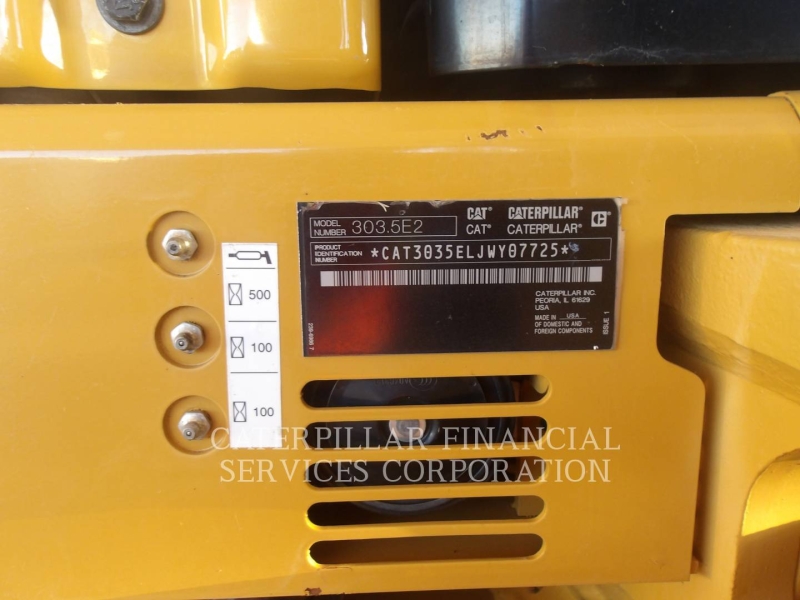 MODEL NUMBER 303.5E2
CAT® CATERPILLAR®
CAT® CATERPILLAR®
PRODUCT IDENTIFICATION NUMBER *CAT3035ELJWY07725*
CATERPILLAR INC.
PEORIA, IL 61629
USA
MADE IN USA
OF DOMESTIC AND
FOREIGN COMPONENTS
ISSUE 1
500
100
100
CATERPILLAR FINANCIAL
SERVICES CORPORATION